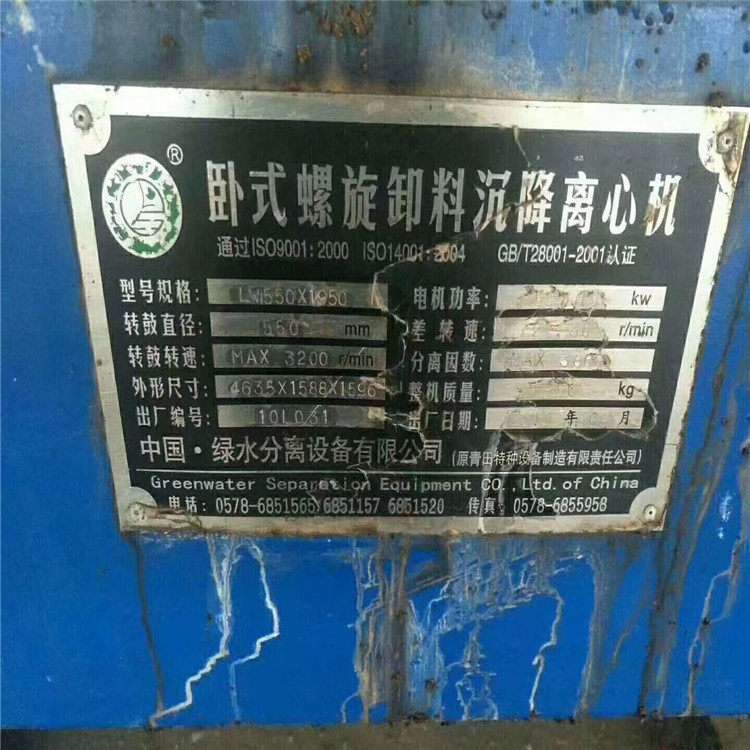 ®
卧式螺旋卸料沉降离心机
通过ISO9001:2000 ISO14001:2004 GB/T28001-2001认证
型号规格: LW550X1950 电机功率: kw
转鼓直径: 550 mm 差转速: r/min
转鼓转速: MAX 3200 r/min 分离因数:
外形尺寸: 4635X1588X1596 整机质量: kg
出厂编号: 10L031 出厂日期: 年 月
中国·绿水分离设备有限公司 (原青田特种设备制造有限责任公司)
Greenwater Separation Equipment CO.,Ltd.of China
电话: 0578-6851565 6851157 6851520 传真: 0578-6855958